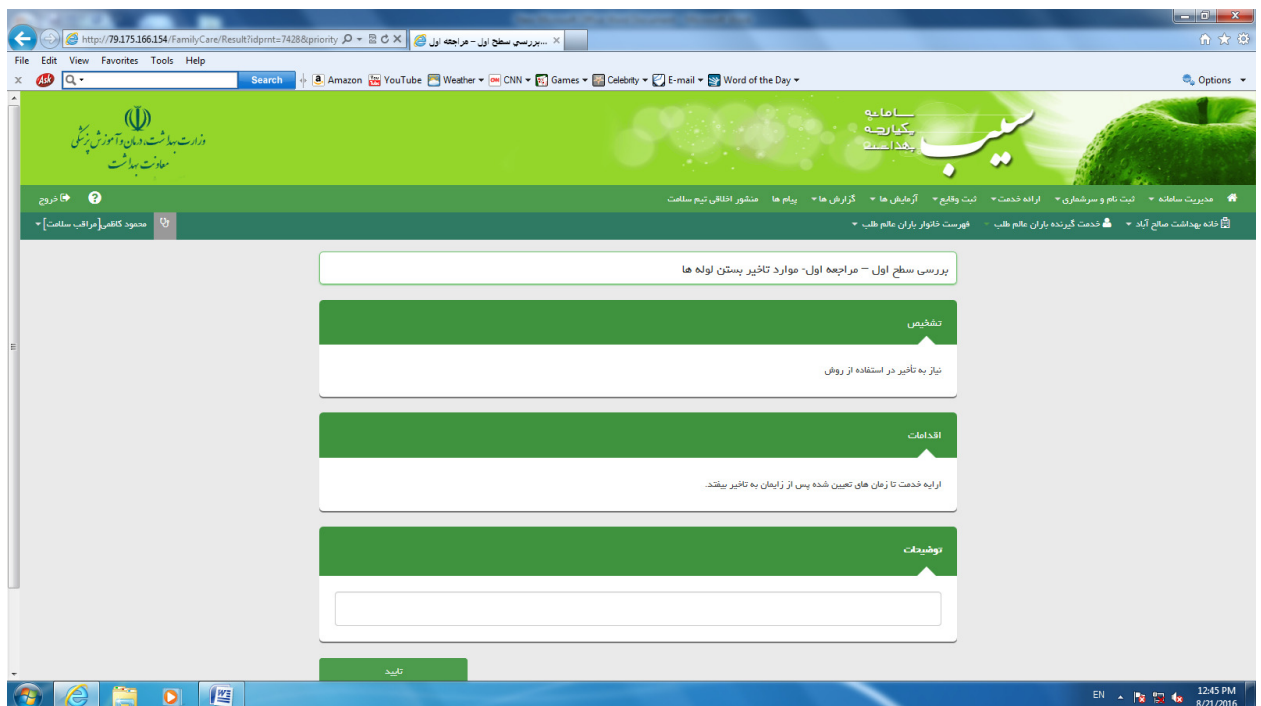 http://79.175.166.154/FamilyCare/Result?idprnt=7428&priority
بررسی سطح اول – مراجعه اول...
File Edit View Favorites Tools Help
Ask
Search
Amazon YouTube Weather CNN Games Celebrity E-mail Word of the Day
Options
وزارت بهداشت، درمان و آموزش پزشکی
معاونت بهداشت
سامانه
یکپارچه
بهداشت
سیب
مدیریت سامانه ثبت نام و سرشماری ارائه خدمت ثبت وقایع آزمایش ها گزارش ها پیام ها منشور اخلاقی تیم سلامت
خروج
خانه بهداشت صالح آباد خدمت گیرنده باران عالم طلب فهرست خانوار باران عالم طلب
محمود کاظمی[مراقب سلامت]
بررسی سطح اول – مراجعه اول- موارد تاخیر بستن لوله ها
تشخیص
نیاز به تأخیر در استفاده از روش
اقدامات
ارایه خدمت تا زمان های تعیین شده پس از زایمان به تاخیر بیفتد.
توضیحات
تایید
EN
12:45 PM
8/21/2016